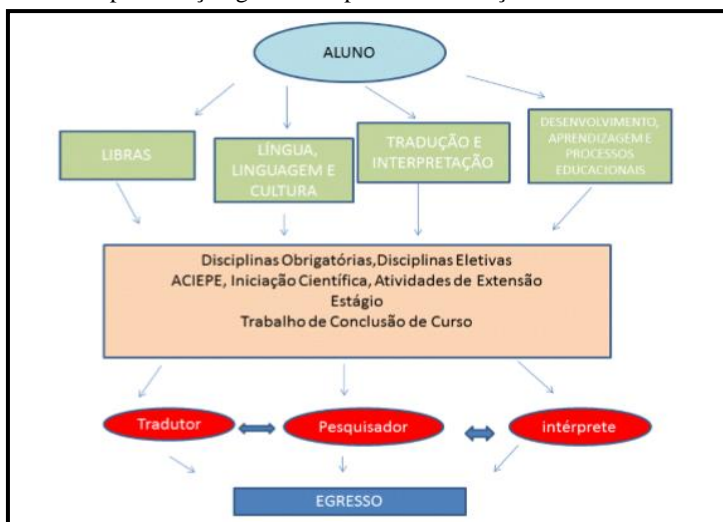 ALUNO
LIBRAS
LÍNGUA,
LINGUAGEM E
CULTURA
TRADUÇÃO E
INTERPRETAÇÃO
DESENVOLVIMENTO,
APRENDIZAGEM E
PROCESSOS
EDUCACIONAIS
Disciplinas Obrigatórias,Disciplinas Eletivas
ACIEPE, Iniciação Científica, Atividades de Extensão
Estágio
Trabalho de Conclusão de Curso
Tradutor
Pesquisador
intérprete
EGRESSO